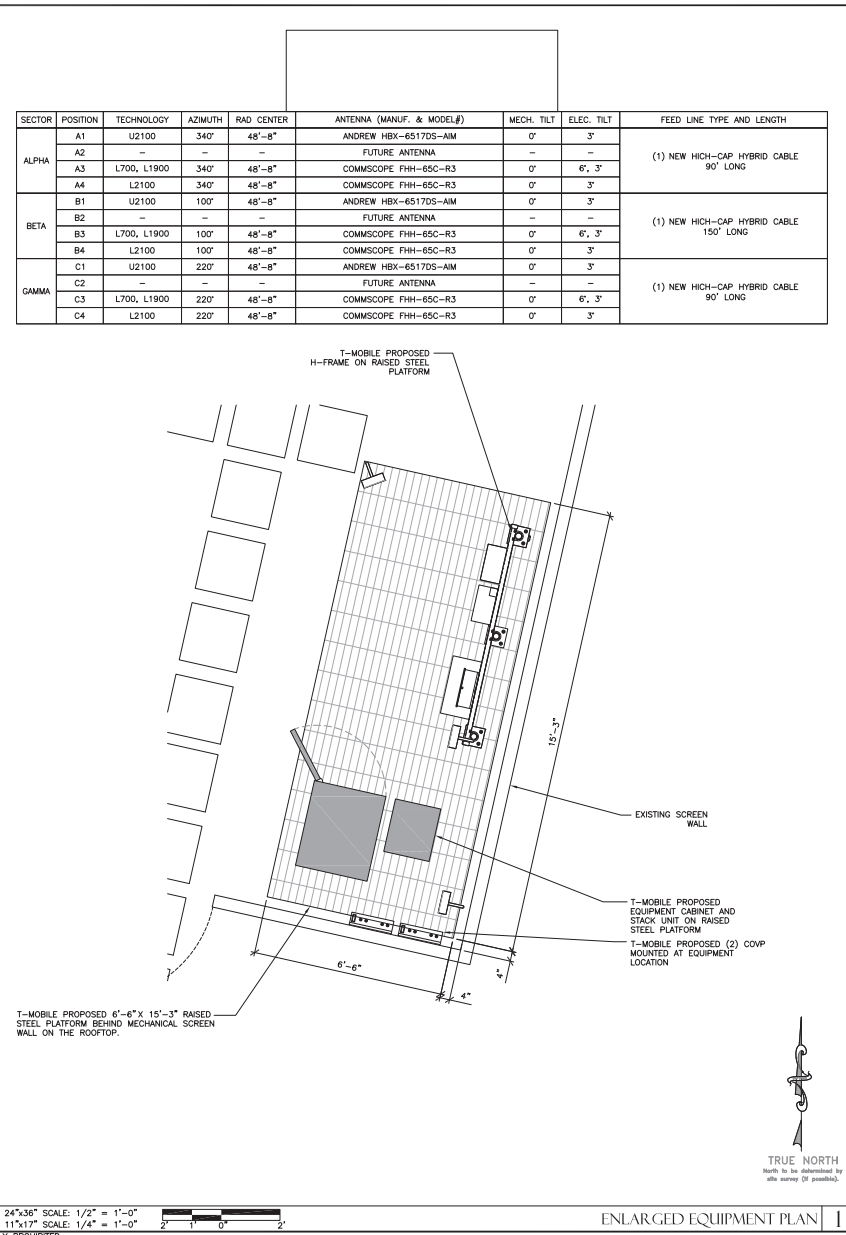 SECTOR POSITION TECHNOLOGY AZIMUTH RAD CENTER ANTENNA (MANUF. & MODEL#) MECH. TILT ELEC. TILT FEED LINE TYPE AND LENGTH
ALPHA
A1 U2100 340° 48'-8" ANDREW HBX-6517DS-AIM 0° 3°
A2 - - - FUTURE ANTENNA - -
A3 L700, L1900 340° 48'-8" COMMSCOPE FHH-65C-R3 0° 6°, 3°
A4 L2100 340° 48'-8" COMMSCOPE FHH-65C-R3 0° 3°
(1) NEW HICH-CAP HYBRID CABLE
90' LONG
BETA
B1 U2100 100° 48'-8" ANDREW HBX-6517DS-AIM 0° 3°
B2 - - - FUTURE ANTENNA - -
B3 L700, L1900 100° 48'-8" COMMSCOPE FHH-65C-R3 0° 6°, 3°
B4 L2100 100° 48'-8" COMMSCOPE FHH-65C-R3 0° 3°
(1) NEW HICH-CAP HYBRID CABLE
150' LONG
GAMMA
C1 U2100 220° 48'-8" ANDREW HBX-6517DS-AIM 0° 3°
C2 - - - FUTURE ANTENNA - -
C3 L700, L1900 220° 48'-8" COMMSCOPE FHH-65C-R3 0° 6°, 3°
C4 L2100 220° 48'-8" COMMSCOPE FHH-65C-R3 0° 3°
(1) NEW HICH-CAP HYBRID CABLE
90' LONG
T-MOBILE PROPOSED
H-FRAME ON RAISED STEEL
PLATFORM
15'-3"
EXISTING SCREEN
WALL
T-MOBILE PROPOSED
EQUIPMENT CABINET AND
STACK UNIT ON RAISED
STEEL PLATFORM
T-MOBILE PROPOSED (2) COVP
MOUNTED AT EQUIPMENT
LOCATION
6'-6"
4"
4"
T-MOBILE PROPOSED 6'-6" X 15'-3" RAISED
STEEL PLATFORM BEHIND MECHANICAL SCREEN
WALL ON THE ROOFTOP.
TRUE NORTH
North to be determined by
site survey (if possible).
24"x36" SCALE: 1/2" = 1'-0"
11"x17" SCALE: 1/4" = 1'-0"
2' 1' 0" 2'
ENLARGED EQUIPMENT PLAN 1